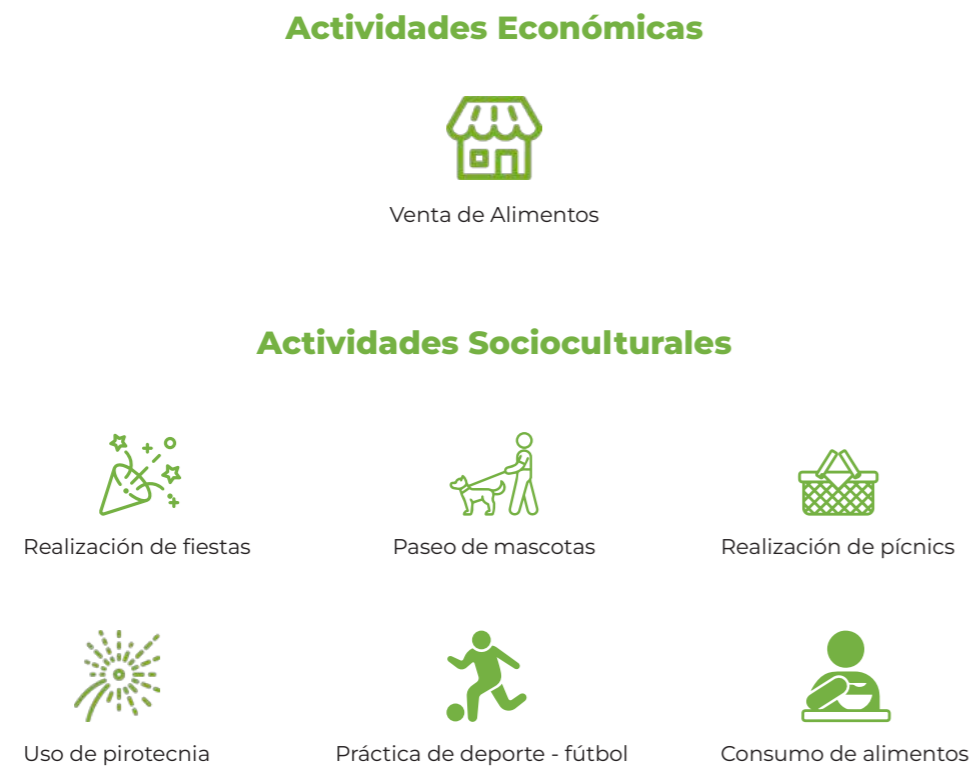 Actividades Económicas
Venta de Alimentos
Actividades Socioculturales
Realización de fiestas
Paseo de mascotas
Realización de pícnics
Uso de pirotecnia
Práctica de deporte - fútbol
Consumo de alimentos